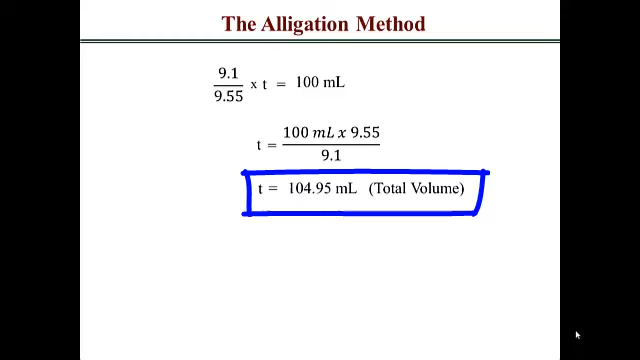 The Alligation Method
9.1/9.55 x t = 100 mL
t = 100 mL x 9.55/9.1
t = 104.95 mL (Total Volume)